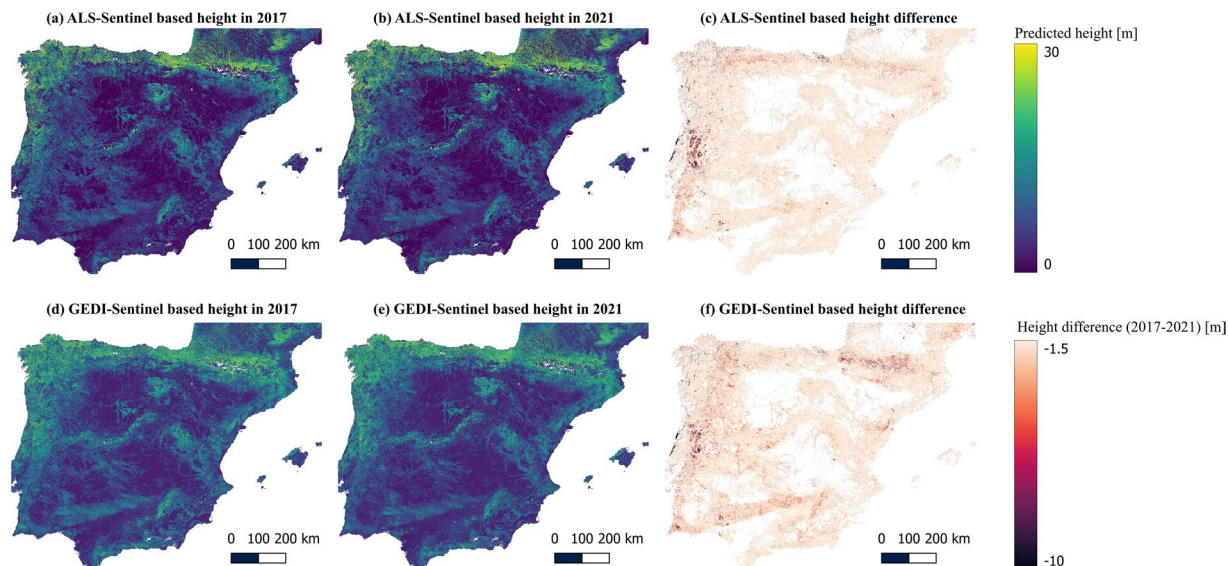 (a) ALS-Sentinel based height in 2017
(b) ALS-Sentinel based height in 2021
(c) ALS-Sentinel based height difference
Predicted height [m]
30
0
0 100 200 km
0 100 200 km
0 100 200 km
(d) GEDI-Sentinel based height in 2017
(e) GEDI-Sentinel based height in 2021
(f) GEDI-Sentinel based height difference
Height difference (2017-2021) [m]
-1.5
-10
0 100 200 km
0 100 200 km
0 100 200 km